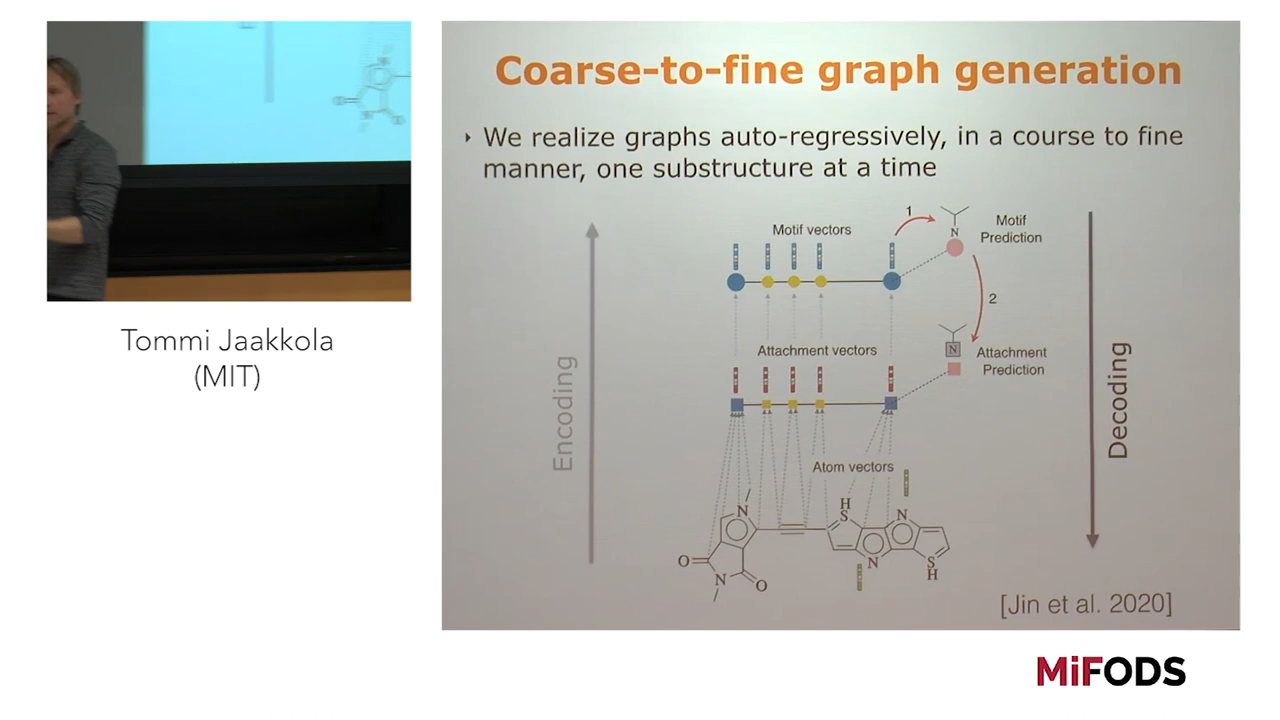 Coarse-to-fine graph generation
We realize graphs auto-regressively, in a course to fine
manner, one substructure at a time
1
Motif
Prediction
N
Motif vectors
2
Attachment vectors
N
Attachment
Prediction
Encoding
Decoding
Atom vectors
H
S
N
N
O
N
O
N
S
H
[Jin et al. 2020]
Tommi Jaakkola
(MIT)
MiFODS